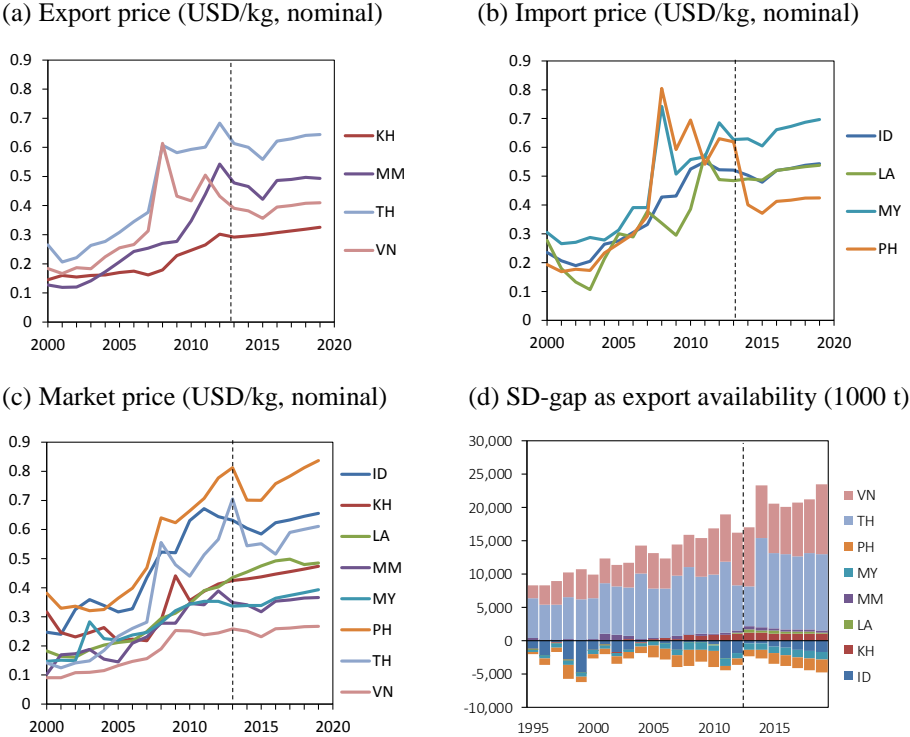 (a) Export price (USD/kg, nominal)
0.9
0.8
0.7
0.6
0.5
0.4
0.3
0.2
0.1
0
2000 2005 2010 2015 2020
KH
MM
TH
VN
(b) Import price (USD/kg, nominal)
0.9
0.8
0.7
0.6
0.5
0.4
0.3
0.2
0.1
0
2000 2005 2010 2015 2020
ID
LA
MY
PH
(c) Market price (USD/kg, nominal)
0.9
0.8
0.7
0.6
0.5
0.4
0.3
0.2
0.1
0
2000 2005 2010 2015 2020
ID
KH
LA
MM
MY
PH
TH
VN
(d) SD-gap as export availability (1000 t)
30,000
25,000
20,000
15,000
10,000
5,000
0
-5,000
-10,000
1995 2000 2005 2010 2015
VN
TH
PH
MY
MM
LA
KH
ID